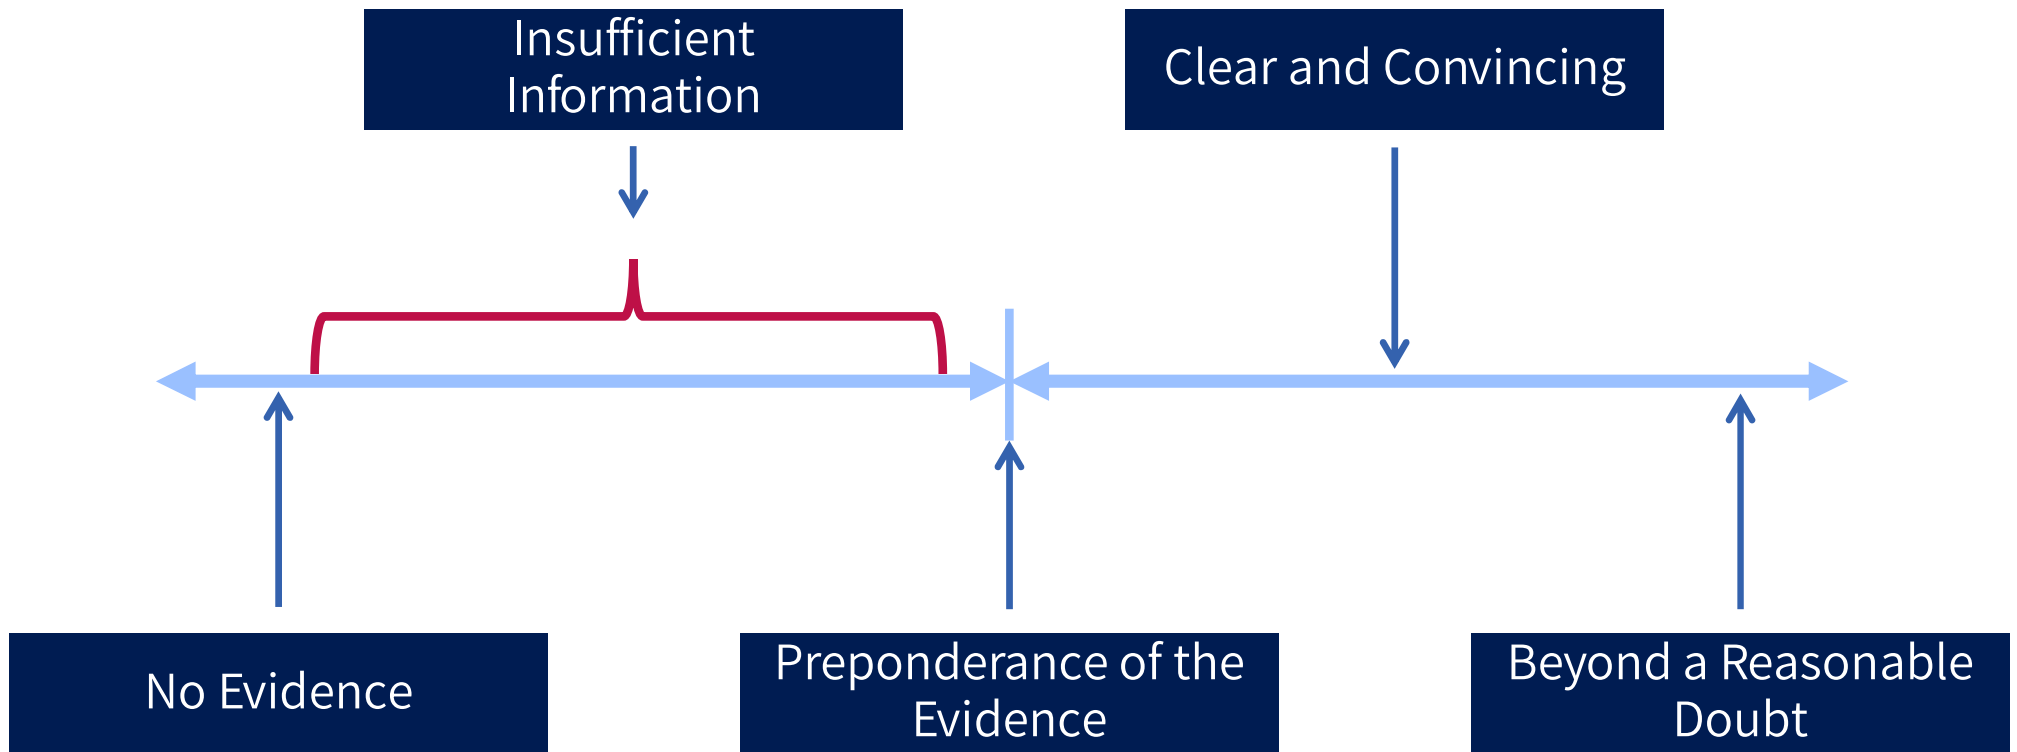 Insufficient
Information
Clear and Convincing
No Evidence
Preponderance of the
Evidence
Beyond a Reasonable
Doubt